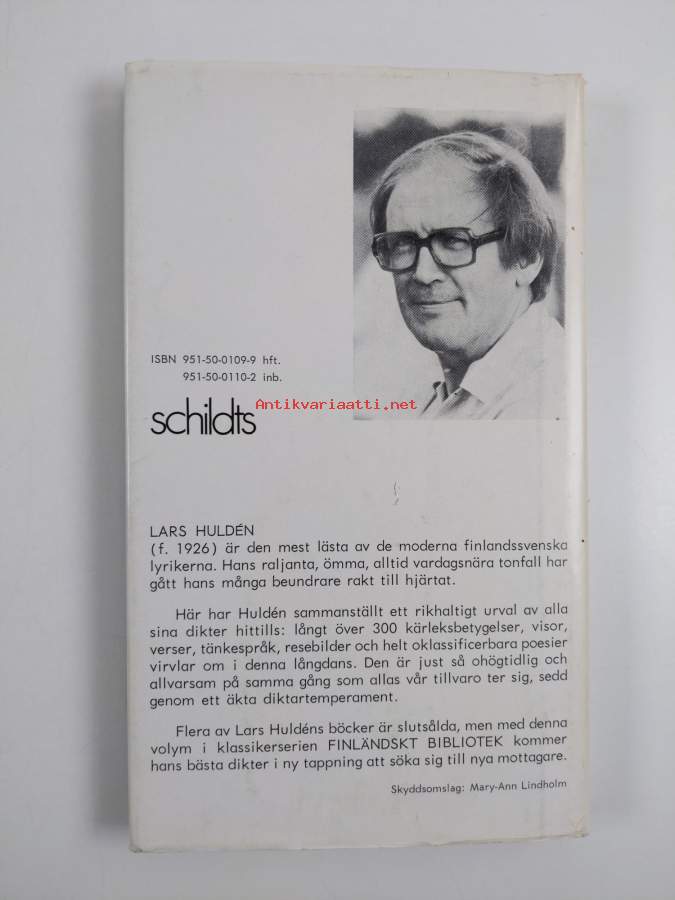 ISBN 951-50-0109-9 hft.
951-50-0110-2 inb.
Antikvariaatti.net
schildts
LARS HULDÉN
(f. 1926) är den mest lästa av de moderna finlandssvenska
lyrikerna. Hans raljanta, ömma, alltid vardagsnära tonfall har
gått hans många beundrare rakt till hjärtat.
Här har Huldén sammanställt ett rikhaltigt urval av alla
sina dikter hittills: långt över 300 kärleksbetygelser, visor,
verser, tänkespråk, resebilder och helt oklassificerbara poesier
virvlar om i denna långdans. Den är just så ohögtidlig och
allvarsam på samma gång som allas vår tillvaro ter sig, sedd
genom ett äkta diktartemperament.
Flera av Lars Huldéns böcker är slutsålda, men med denna
volym i klassikerserien FINLÄNDSKT BIBLIOTEK kommer
hans bästa dikter i ny tappning att söka sig till nya mottagare.
Skyddsomslag: Mary-Ann Lindholm